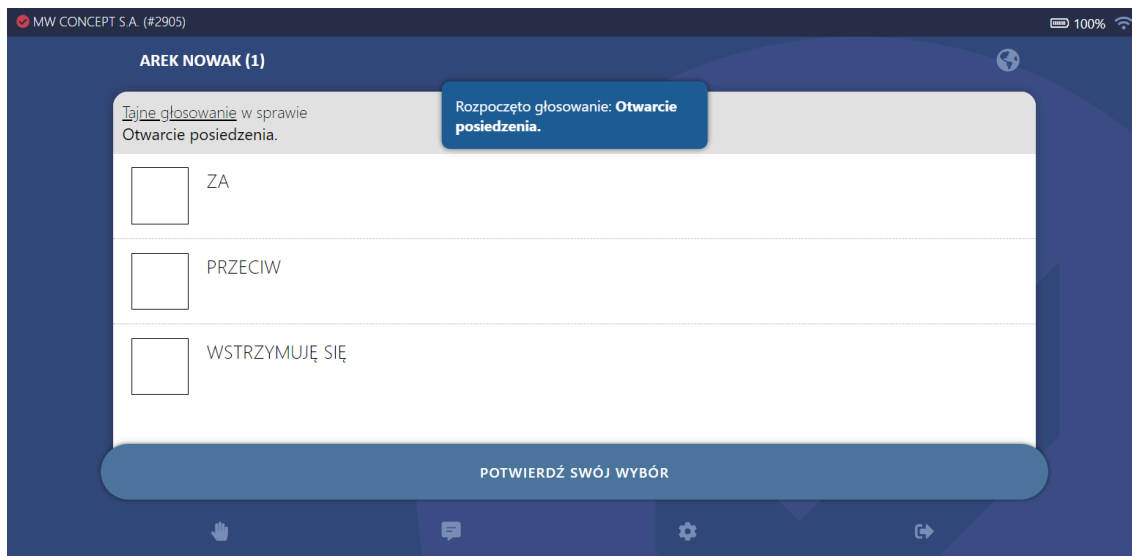 MW CONCEPT S.A. (#2905)
100%
AREK NOWAK (1)
Rozpoczęto głosowanie: Otwarcie
posiedzenia.
Tajne głosowanie w sprawie
Otwarcie posiedzenia.
ZA
PRZECIW
WSTRZYMUJĘ SIĘ
POTWIERDŹ SWÓJ WYBÓR